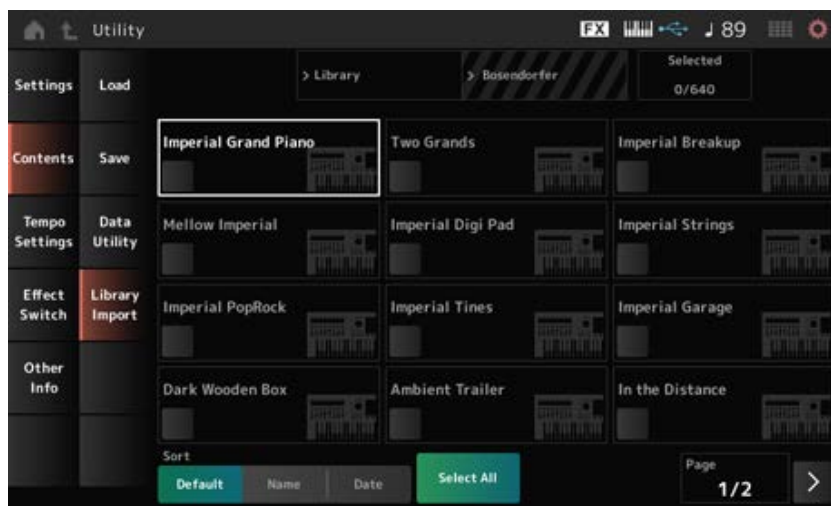 Utility
FX
89
Settings
Load
> Library
> Bosendorfer
Selected
0/640
Contents
Save
Imperial Grand Piano
Two Grands
Imperial Breakup
Tempo
Settings
Data
Utility
Mellow Imperial
Imperial Digi Pad
Imperial Strings
Effect
Switch
Library
Import
Imperial PopRock
Imperial Tines
Imperial Garage
Other
Info
Dark Wooden Box
Ambient Trailer
In the Distance
Sort
Default
Name
Date
Select All
Page
1/2